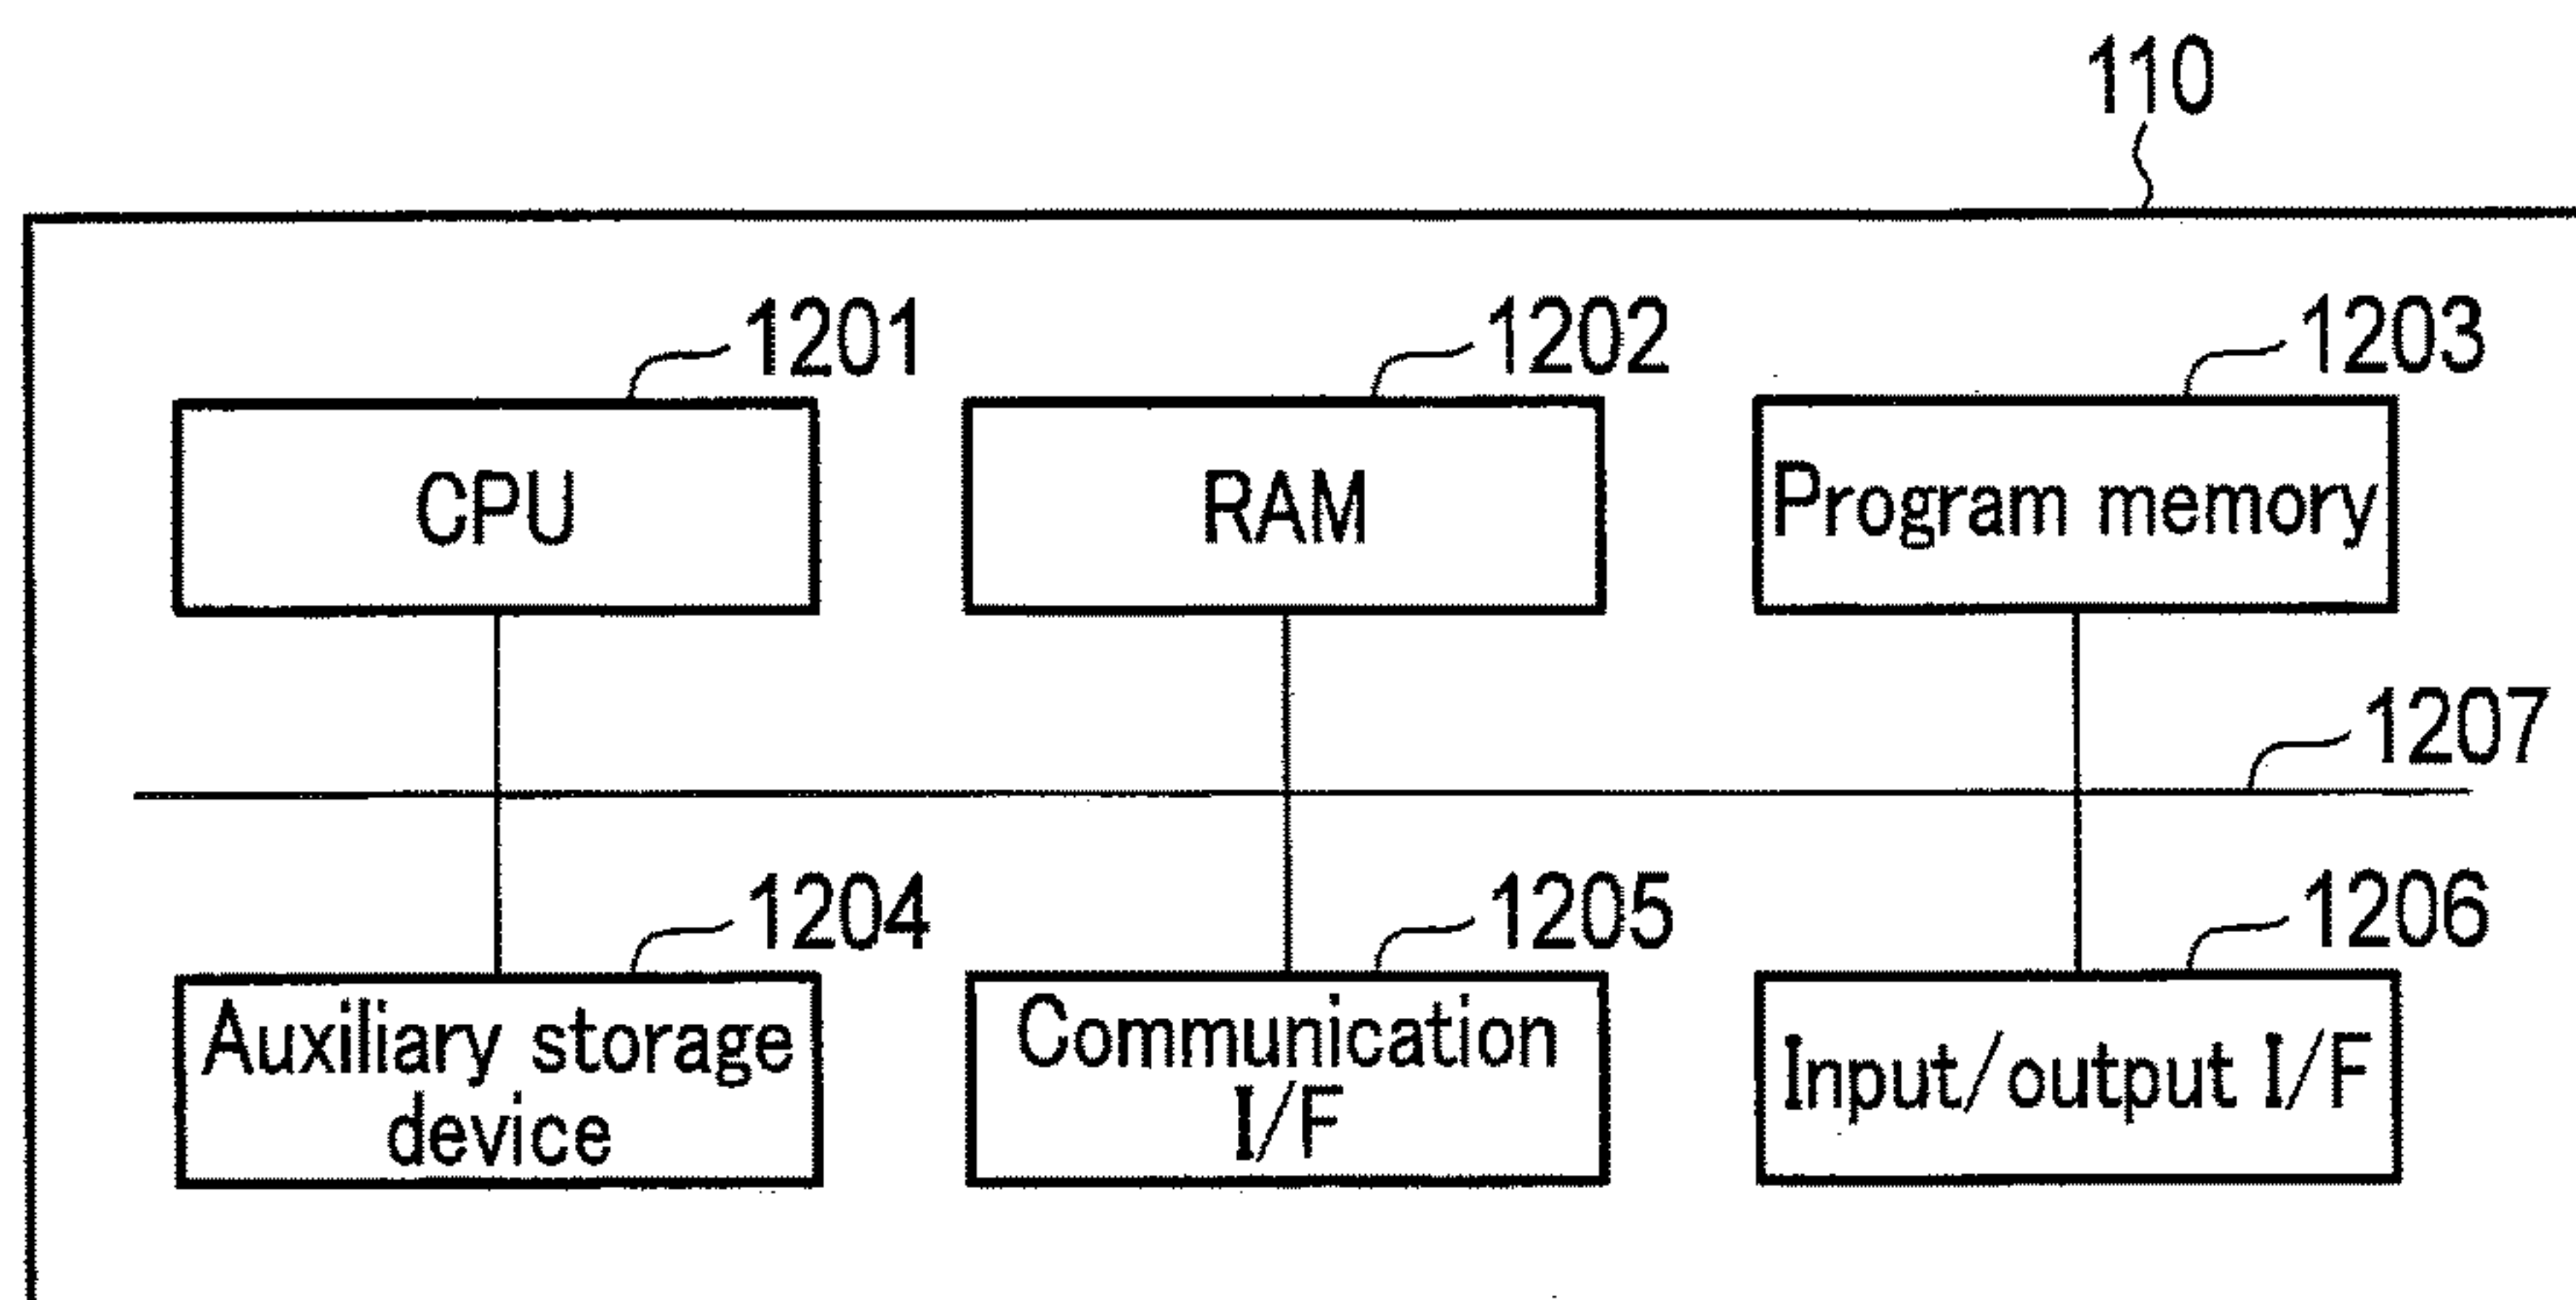 110
1201
1202
1203
CPU
RAM
Program memory
1207
1204
1205
1206
Auxiliary storage
device
Communication
I/F
Input/output I/F